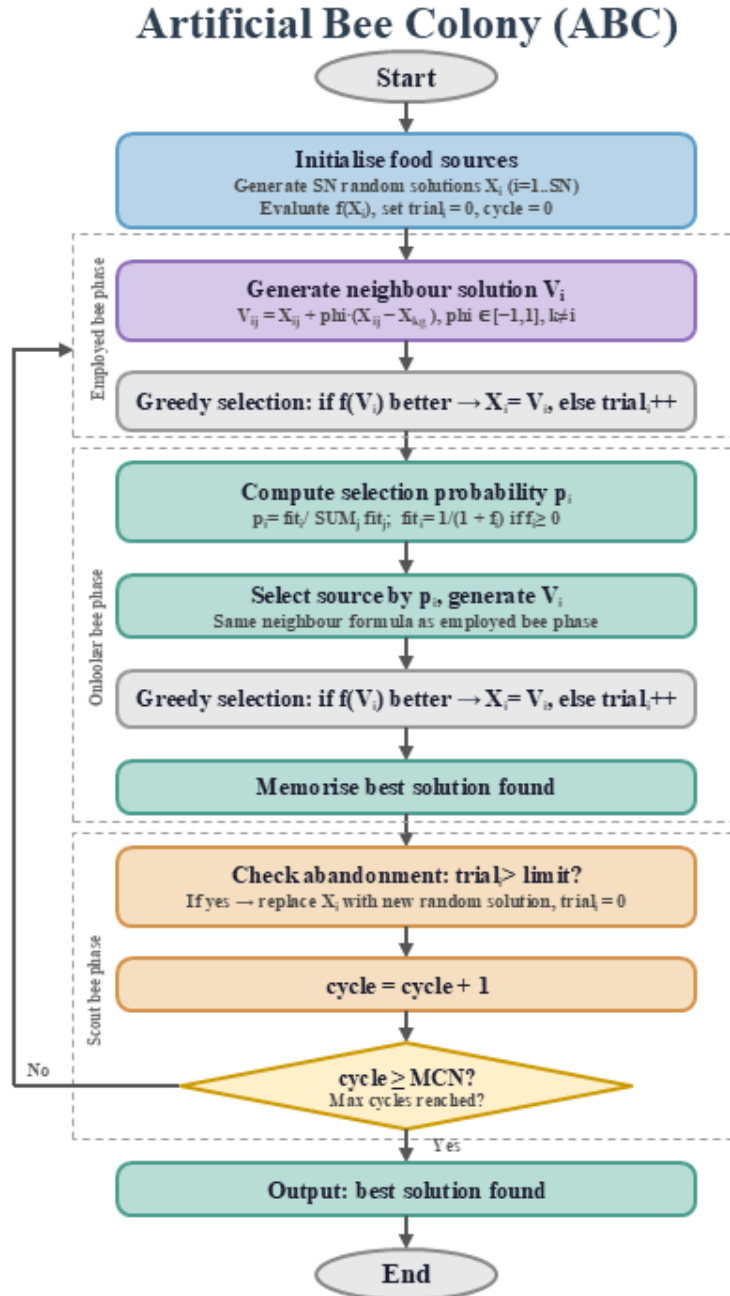 Artificial Bee Colony (ABC)
Start
Initialise food sources
Generate SN random solutions Xᵢ (i=1..SN)
Evaluate f(Xᵢ), set trialᵢ = 0, cycle = 0
Employed bee phase
Generate neighbour solution Vᵢ
Vᵢⱼ = Xᵢⱼ + phi·(Xᵢⱼ − Xₖg), phi ∈[−1,1], k≠i
Greedy selection: if f(Vᵢ) better → Xᵢ= Vᵢ, else trialᵢ++
Onlooker bee phase
Compute selection probability pᵢ
pᵢ= fitᵢ/ SUMⱼ fitⱼ; fitᵢ= 1/(1 + fᵢ) if fᵢ≥ 0
Select source by pᵢ, generate Vᵢ
Same neighbour formula as employed bee phase
Greedy selection: if f(Vᵢ) better → Xᵢ= Vᵢ, else trialᵢ++
Memorise best solution found
Scout bee phase
Check abandonment: trialᵢ> limit?
If yes → replace Xᵢ with new random solution, trialᵢ = 0
cycle = cycle + 1
cycle ≥ MCN?
Max cycles reached?
No
Yes
Output: best solution found
End